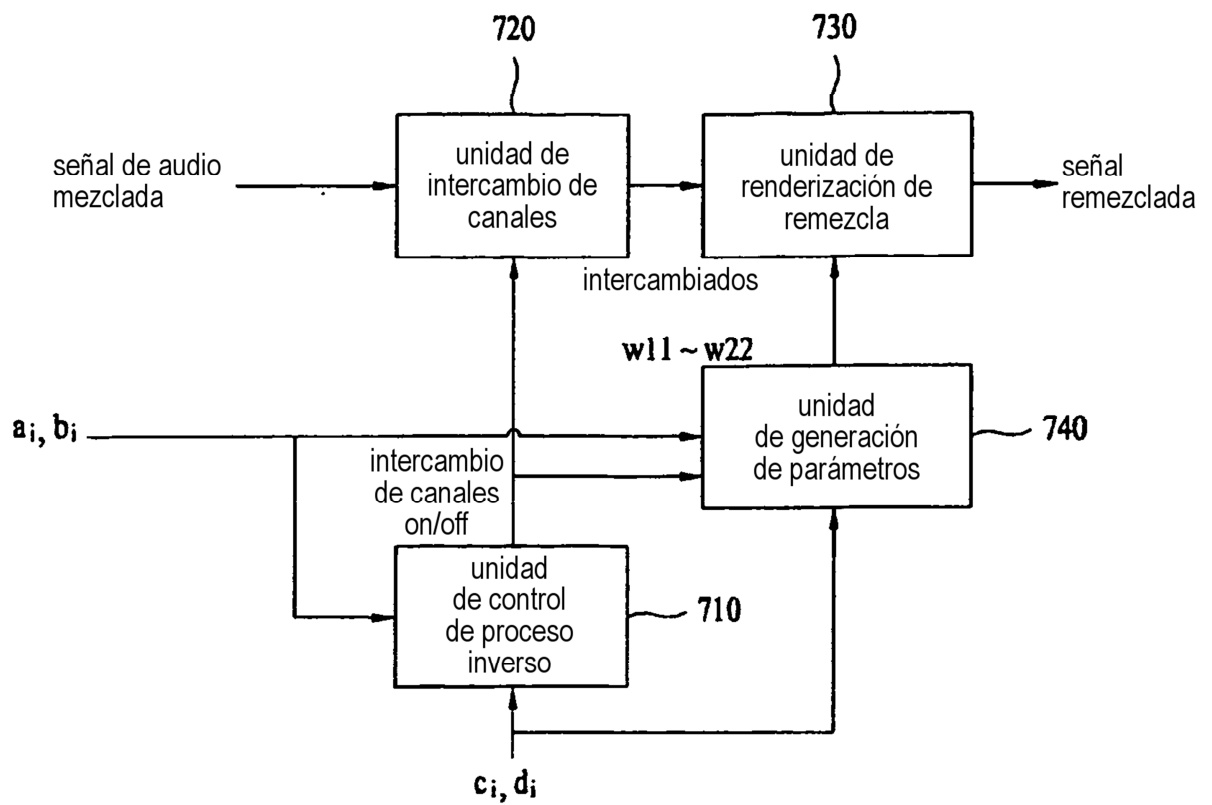 720
730
señal de audio
mezclada
unidad de
intercambio de
canales
unidad de
renderización de
remezcla
señal
remezclada
intercambiados
w11 ~ w22
ai, bi
unidad
de generación
de parámetros
740
intercambio
de canales
on/off
unidad
de control
de proceso
inverso
710
ci, di